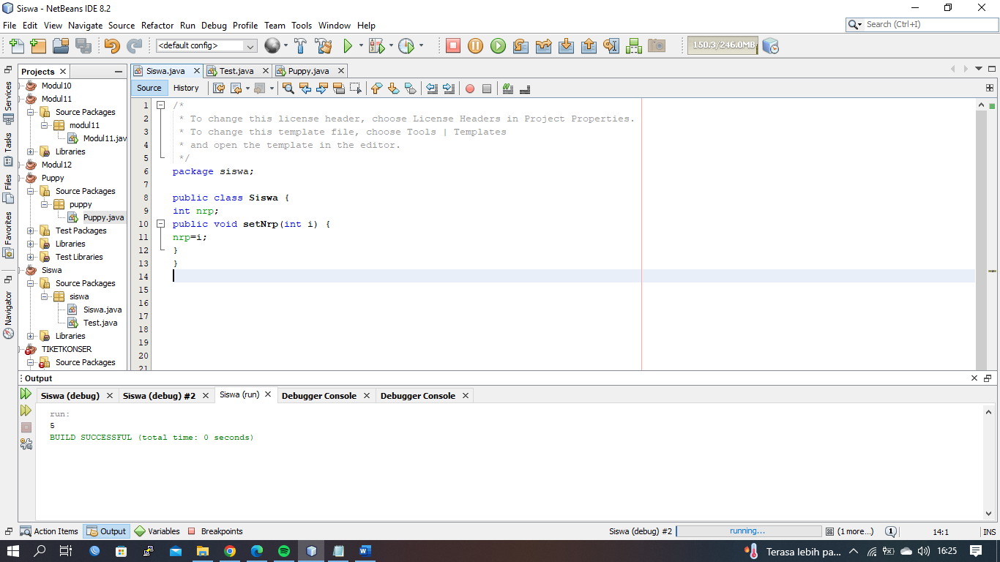 Siswa - NetBeans IDE 8.2
File Edit View Navigate Source Refactor Run Debug Profile Team Tools Window Help
Search (Ctrl+I)
<default config>
150.3/246.0MB
Services
Tasks
Files
Favorites
Navigator
Projects
Modul10
Modul11
Source Packages
modul11
Modul11.jav
Libraries
Modul12
Puppy
Source Packages
puppy
Puppy.java
Test Packages
Libraries
Test Libraries
Siswa
Source Packages
siswa
Siswa.java
Test.java
Libraries
TIKETKONSER
Source Packages
Siswa.java Test.java Puppy.java
Source History
1 /*
2 * To change this license header, choose License Headers in Project Properties.
3 * To change this template file, choose Tools | Templates
4 * and open the template in the editor.
5 */
6 package siswa;
7
8 public class Siswa {
9 int nrp;
10 public void setNrp(int i) {
11 nrp=i;
12 }
13 }
14
15
16
17
18
19
20
21
Output
Siswa (debug) Siswa (debug) #2 Siswa (run) Debugger Console Debugger Console
run:
5
BUILD SUCCESSFUL (total time: 0 seconds)
Action Items Output Variables Breakpoints
Siswa (debug) #2 running... (1 more...) 1 14:1 INS
Terasa lebih pa... 16:25